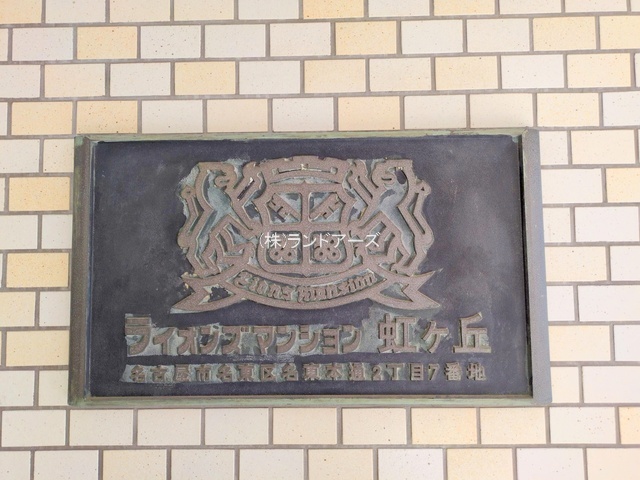 (株)ランドアーズ
Lions Mansion
ライオンズマンション 虹ヶ丘
名古屋市名東区名東本通2丁目7番地